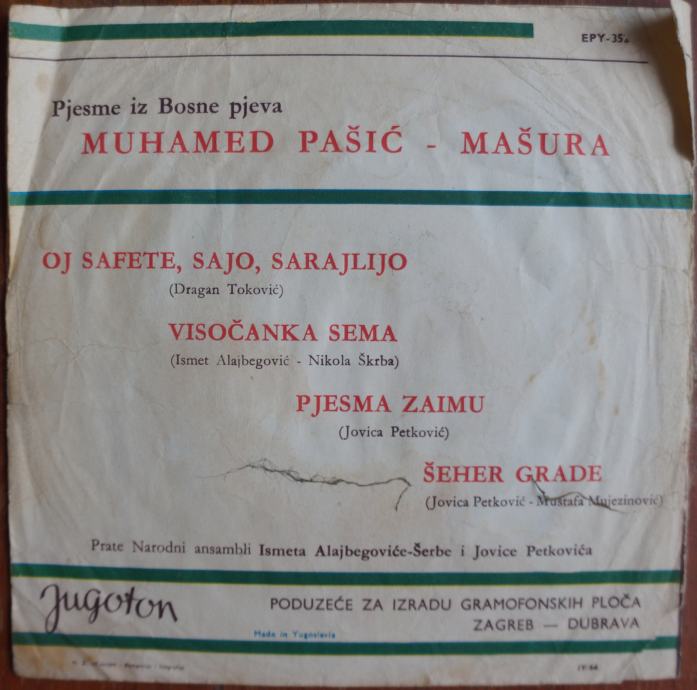 EPY-35
Pjesme iz Bosne pjeva
MUHAMED PAŠIĆ - MAŠURA
OJ SAFETE, SAJO, SARAJLIJO
(Dragan Toković)
VISOČANKA SEMA
(Ismet Alajbegović - Nikola Škrba)
PJESMA ZAIMU
(Jovica Petković)
ŠEHER GRADE
(Jovica Petković - Mustafa Mujezinović)
Prate Narodni ansambli Ismeta Alajbegoviće-Šerbe i Jovice Petkovića
Jugoton
PODUZEĆE ZA IZRADU GRAMOFONSKIH PLOČA
ZAGREB — DUBRAVA
Made in Yugoslavia